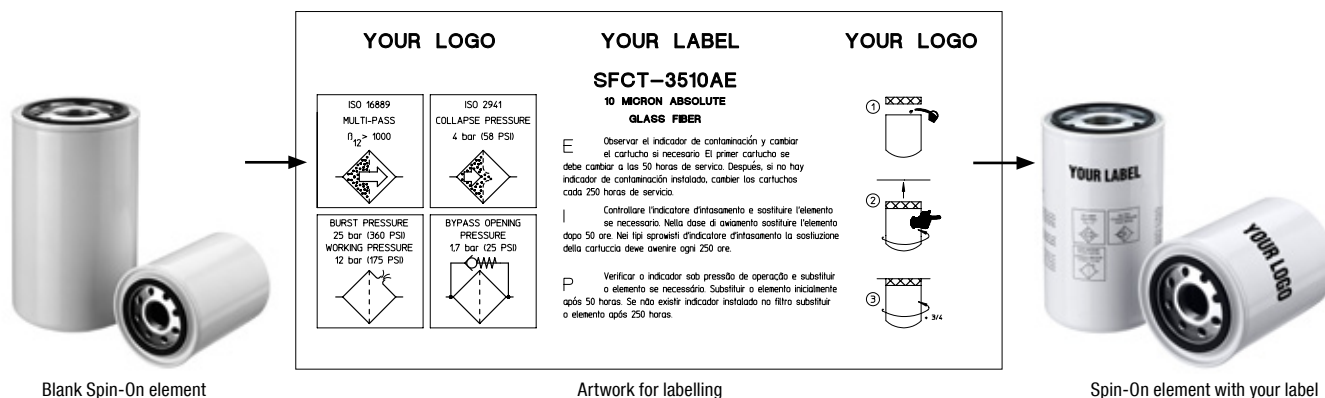 YOUR LOGO
YOUR LABEL
YOUR LOGO
SFCT-3510AE
10 MICRON ABSOLUTE
GLASS FIBER
ISO 16889
MULTI-PASS
β12> 1000
ISO 2941
COLLAPSE PRESSURE
4 bar (58 PSI)
BURST PRESSURE
25 bar (360 PSI)
WORKING PRESSURE
12 bar (175 PSI)
BYPASS OPENING
PRESSURE
1,7 bar (25 PSI)
E
Observar el indicador de contaminación y cambiar
el cartucho si necesario El primer cartucho se
debe cambiar a las 50 horas de servico. Después, si no hay
indicador de contaminación instalado, cambier los cartuchos
cada 250 horas de servicio.
I
Controllare l'indicatore d'intasamento e sostituire l'elemento
se necessario. Nella dase di awiamento sostituire l'elemento
dopo 50 ore. Nei tipi sprowisti d'indicatore d'intasamento la sostiuzione
della cartuccia dewe awenire ogni 250 ore.
P
Verificar o indicador sob pressão de operação e substituir
o elemento se necessário. Substituir o elemento inicialmente
após 50 horas. Se não existir indicador instalado no filtro substituir
o elemento após 250 horas.
1
2
3
+ 3/4
YOUR LABEL
YOUR LOGO
Blank Spin-On element
Artwork for labelling
Spin-On element with your label